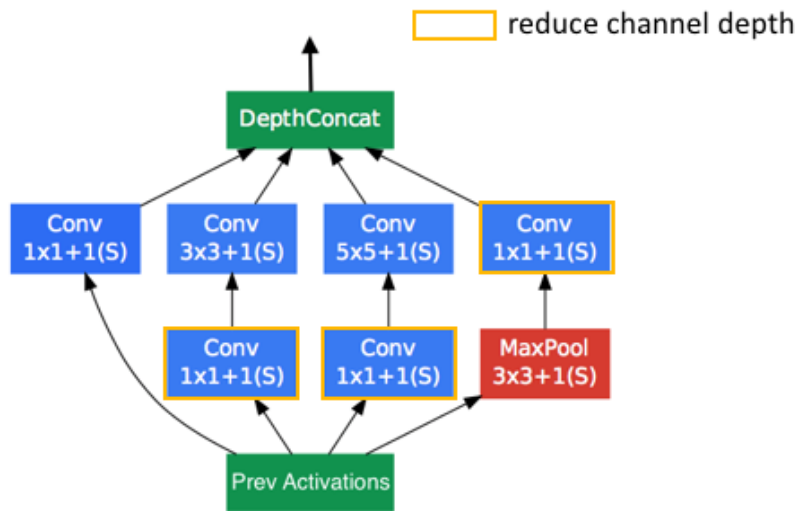 reduce channel depth
DepthConcat
Conv
1x1+1(S)
Conv
3x3+1(S)
Conv
5x5+1(S)
Conv
1x1+1(S)
Conv
1x1+1(S)
Conv
1x1+1(S)
MaxPool
3x3+1(S)
Prev Activations